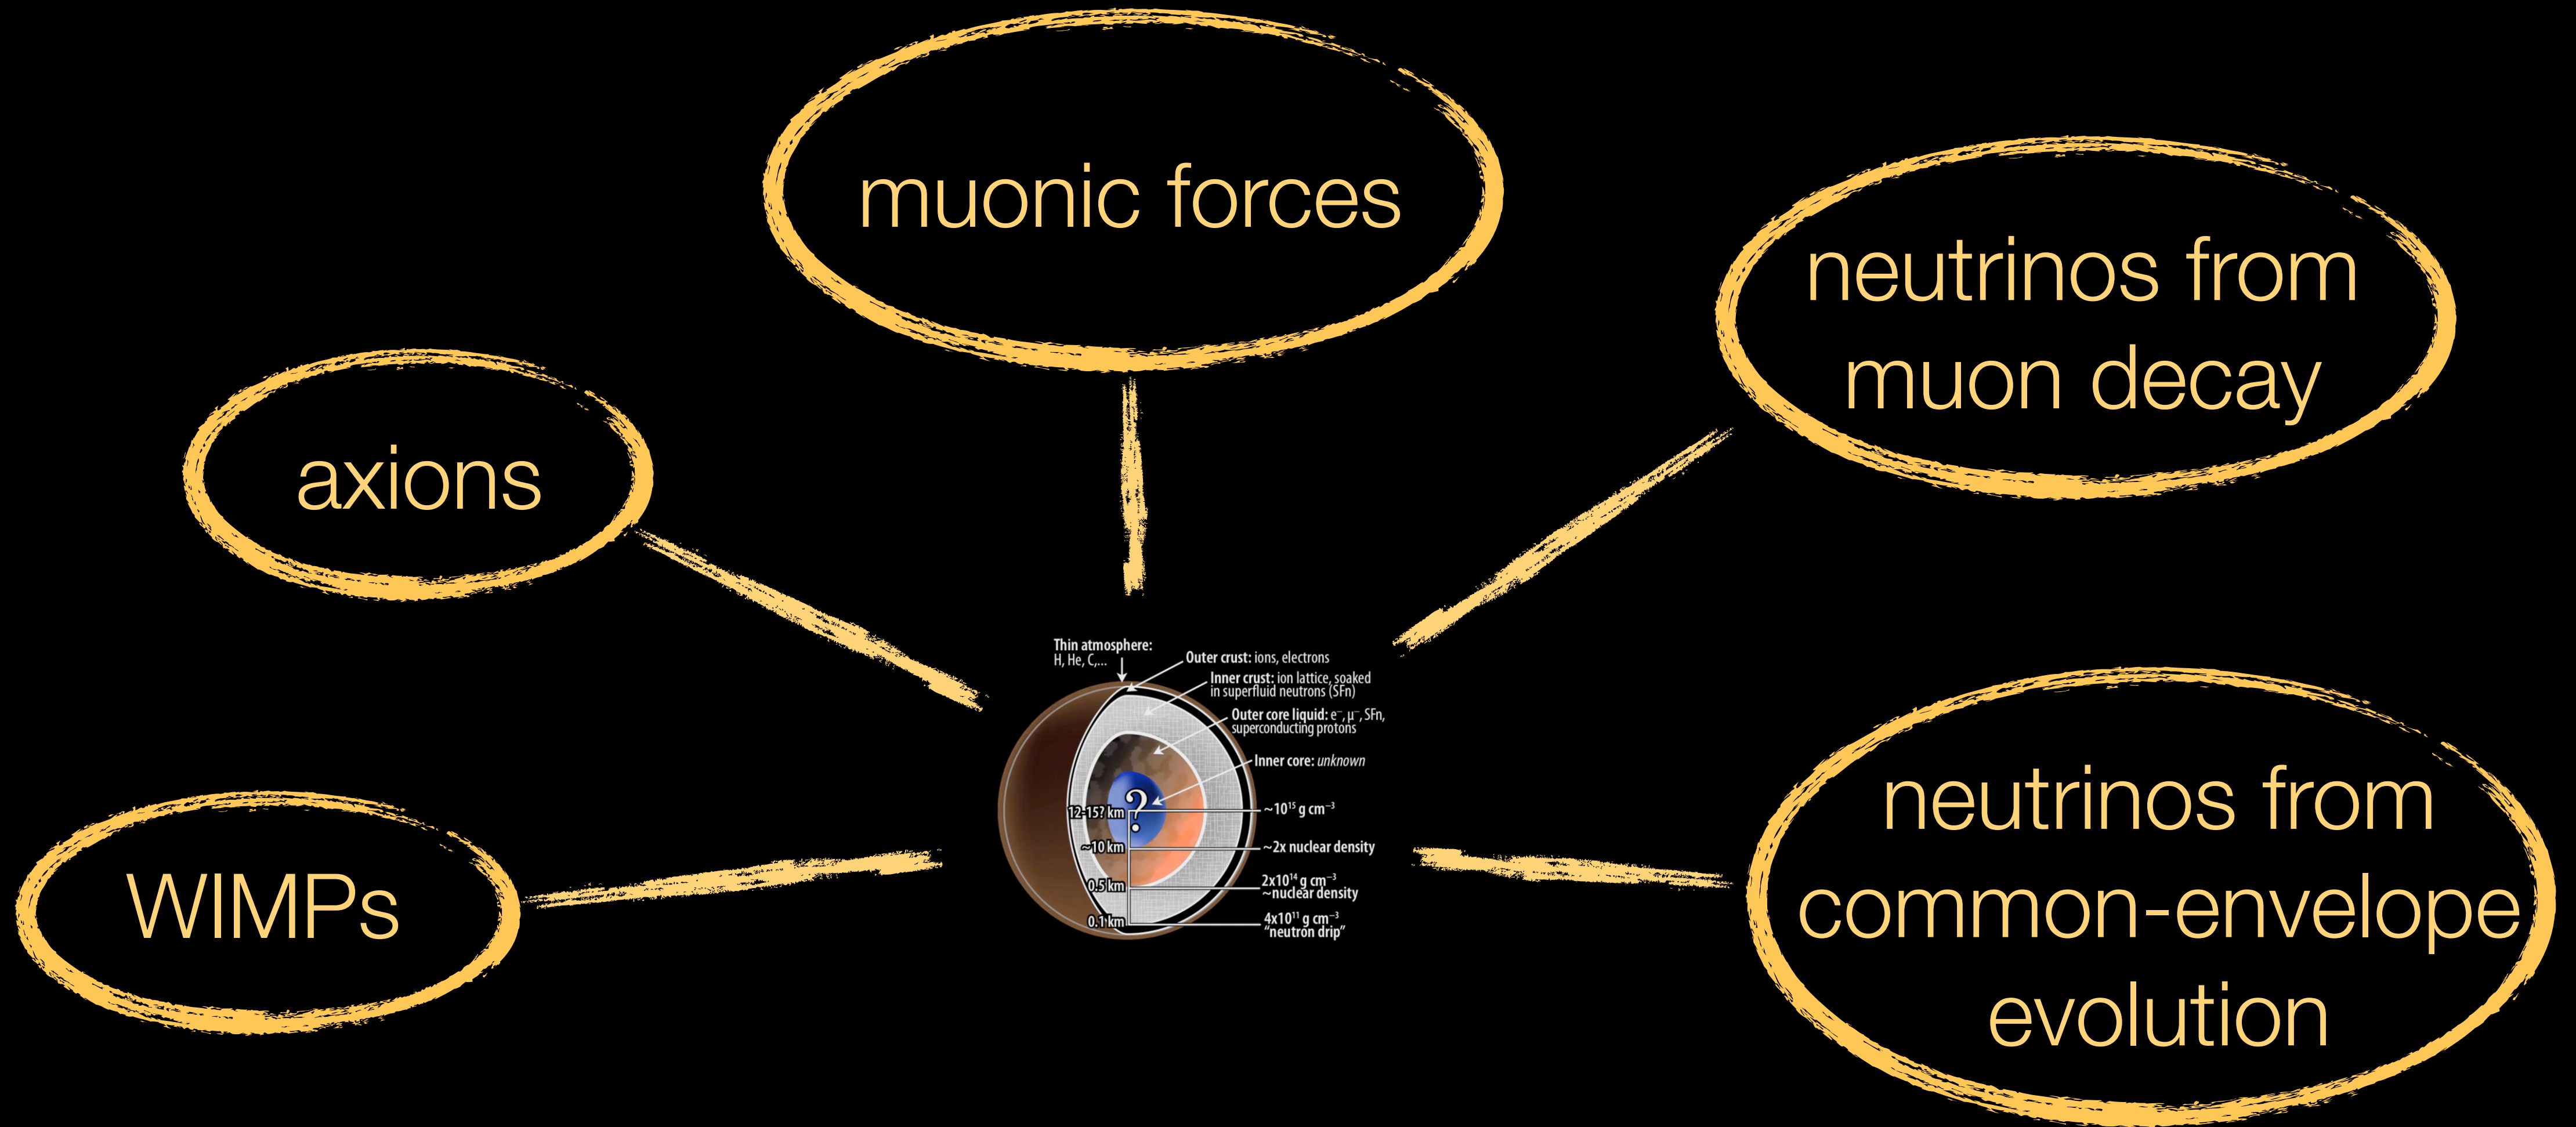 muonic forces
neutrinos from
muon decay
axions
WIMPs
neutrinos from
common-envelope
evolution
Thin atmosphere:
H, He, C,...
Outer crust: ions, electrons
Inner crust: ion lattice, soaked
in superfluid neutrons (SFn)
Outer core liquid: e⁻, μ⁻, SFn,
superconducting protons
Inner core: unknown
?
12-15? km
~10 km
0.5 km
0.1 km
~10¹⁵ g cm⁻³
~2x nuclear density
2x10¹⁴ g cm⁻³
~nuclear density
4x10¹¹ g cm⁻³
"neutron drip"